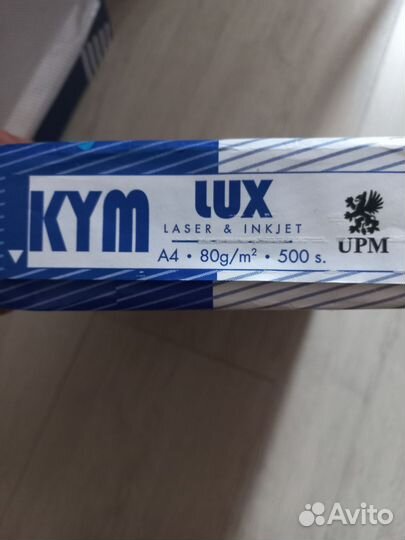 KYM LUX
LASER & INKJET
A4 • 80g/m² • 500 s.
UPM
Avito